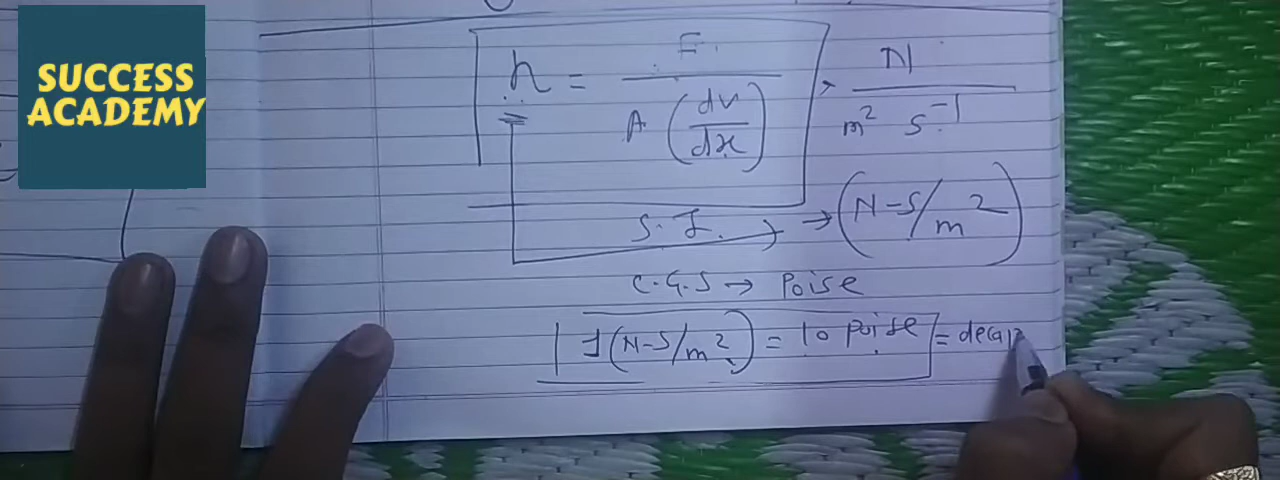 SUCCESS
ACADEMY
η = F / A (dv/dx) → N / m² s⁻¹
S.I. → (N-S/m²)
C.G.S → Poise
1 (N-S/m²) = 10 poise = decap